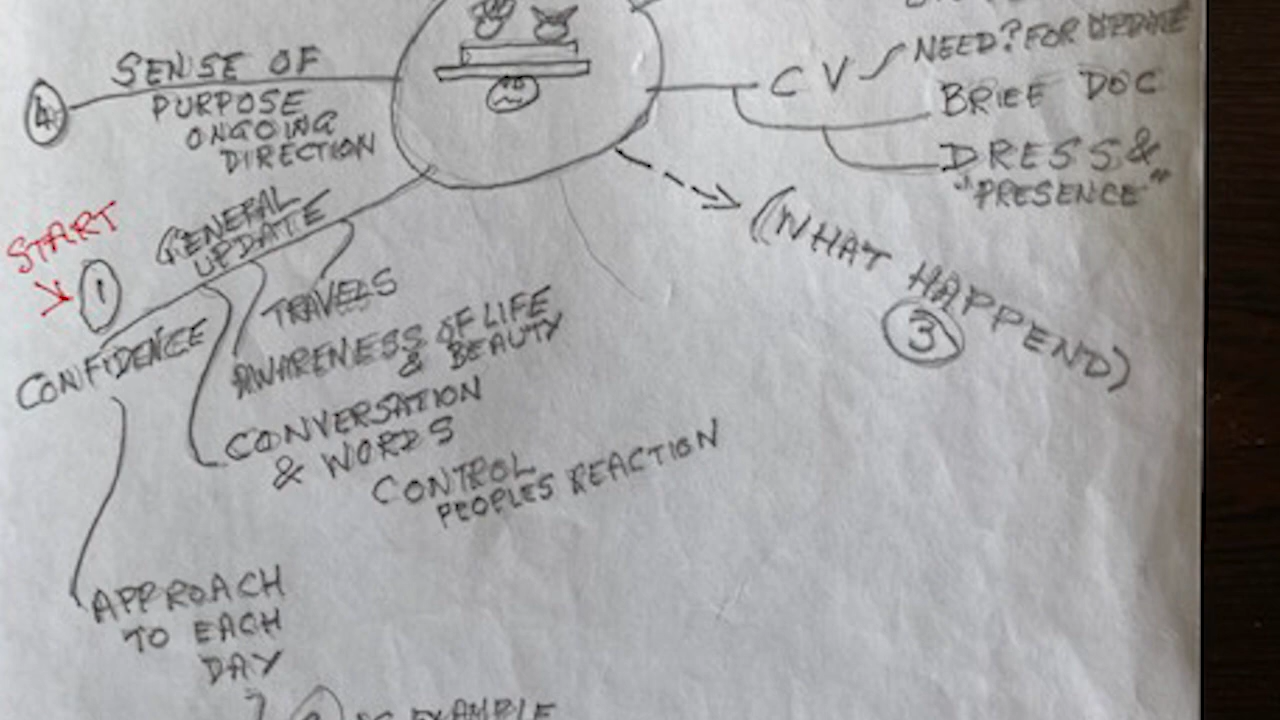 SENSE OF
PURPOSE
ONGOING
DIRECTION
4
CV
NEED? FOR UPDATE
BRIEF DOC
DRESS &
"PRESENCE"
(WHAT HAPPEND)
3
START
1
GENERAL
UPDATE
CONFIDENCE
TRAVELS
AWARENESS OF LIFE
& BEAUTY
CONVERSATION
& WORDS
CONTROL
PEOPLES REACTION
APPROACH
TO EACH
DAY
EXAMPLE